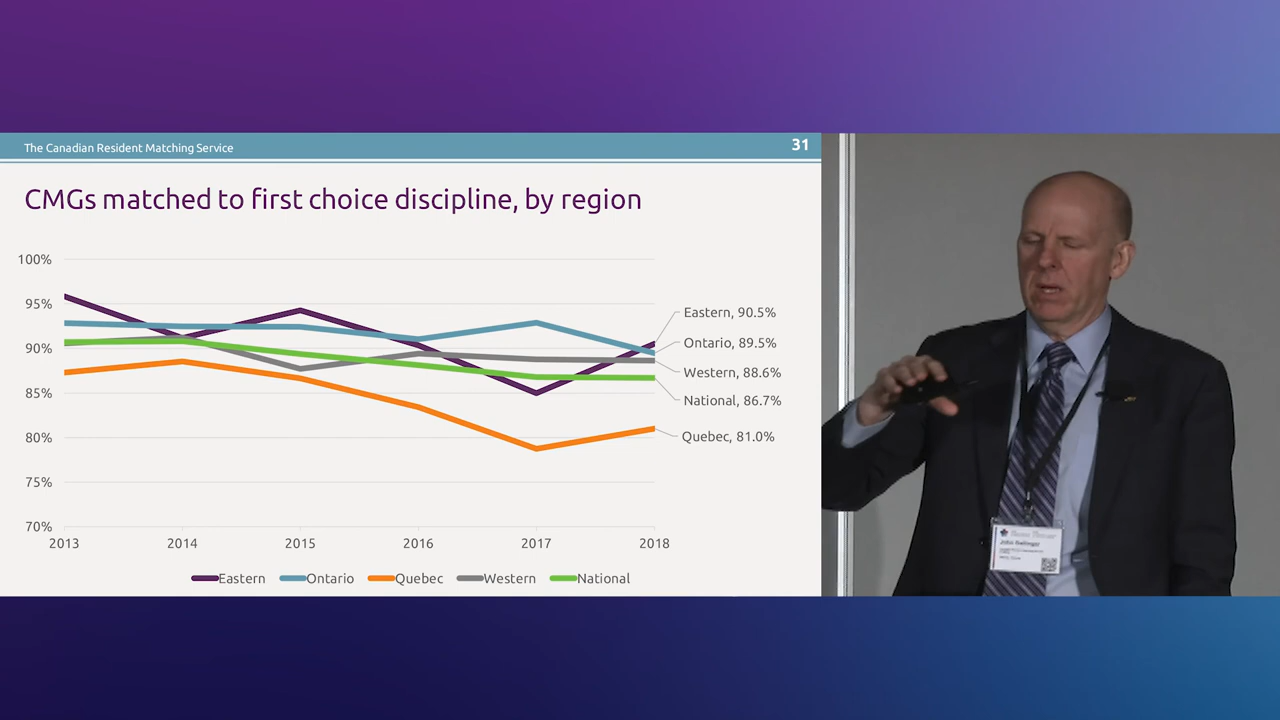 The Canadian Resident Matching Service
31
CMGs matched to first choice discipline, by region
100%
95%
90%
85%
80%
75%
70%
2013 2014 2015 2016 2017 2018
Eastern, 90.5%
Ontario, 89.5%
Western, 88.6%
National, 86.7%
Quebec, 81.0%
Eastern Ontario Quebec Western National